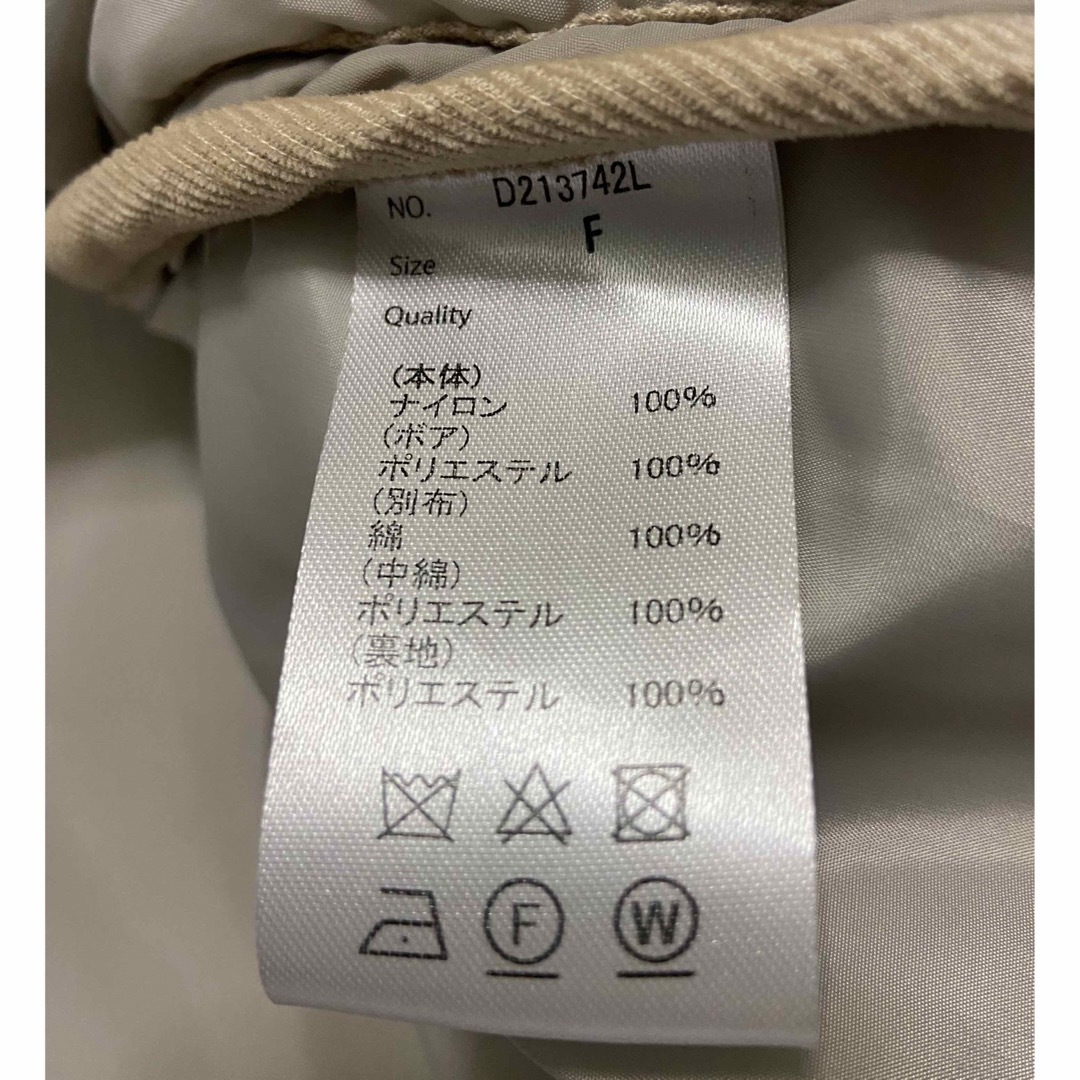 NO. D213742L
Size F
Quality
(本体)
ナイロン 100%
(ボア)
ポリエステル 100%
(別布)
綿 100%
(中綿)
ポリエステル 100%
(裏地)
ポリエステル 100%
F W